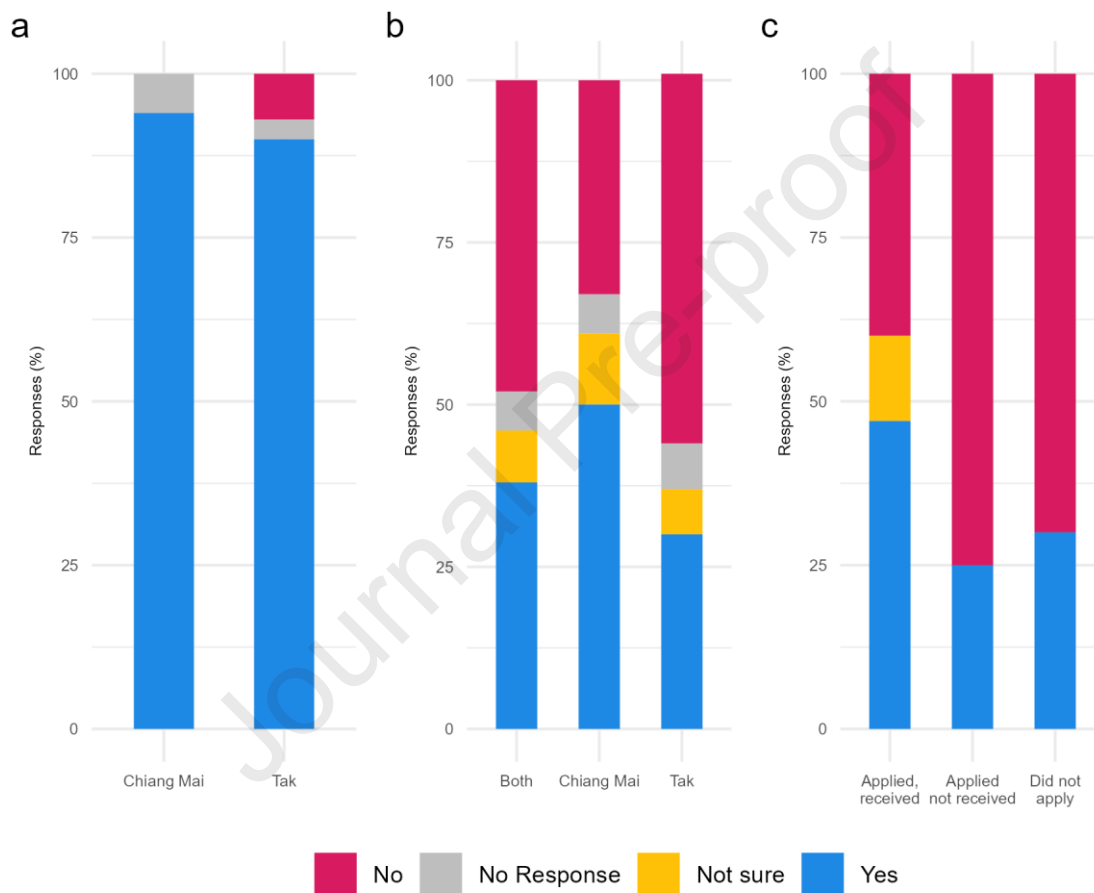 a
b
c
Responses (%)
100
75
50
25
0
Chiang Mai
Tak
Responses (%)
100
75
50
25
0
Both
Chiang Mai
Tak
Responses (%)
100
75
50
25
0
Applied,
received
Applied
not received
Did not
apply
No
No Response
Not sure
Yes
Journal Pre-proof